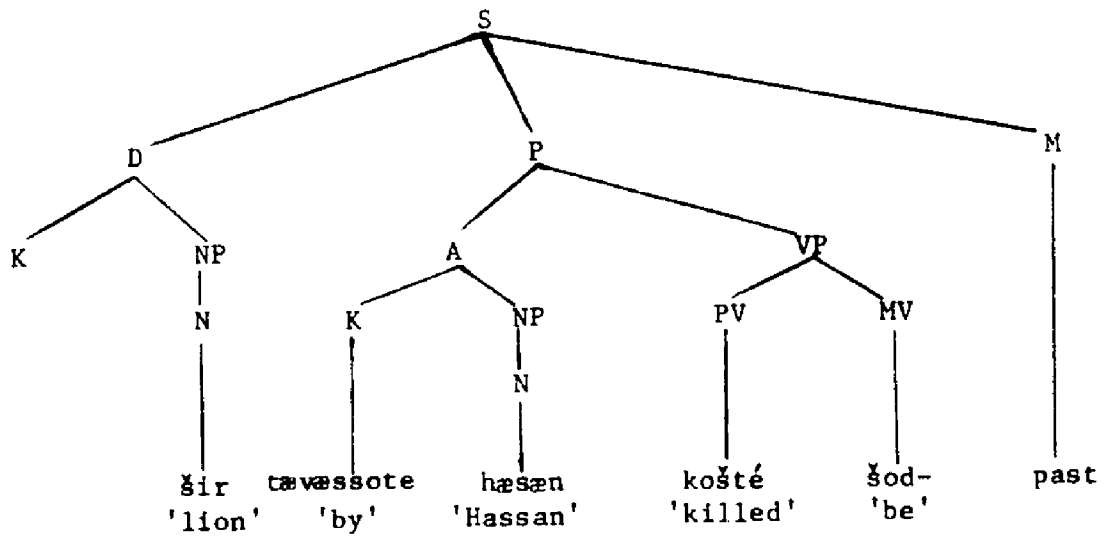 S
D P M
K NP A VP
N K NP PV MV
N
šir tævæssote hæsæn košté šod- past
'lion' 'by' 'Hassan' 'killed' 'be'